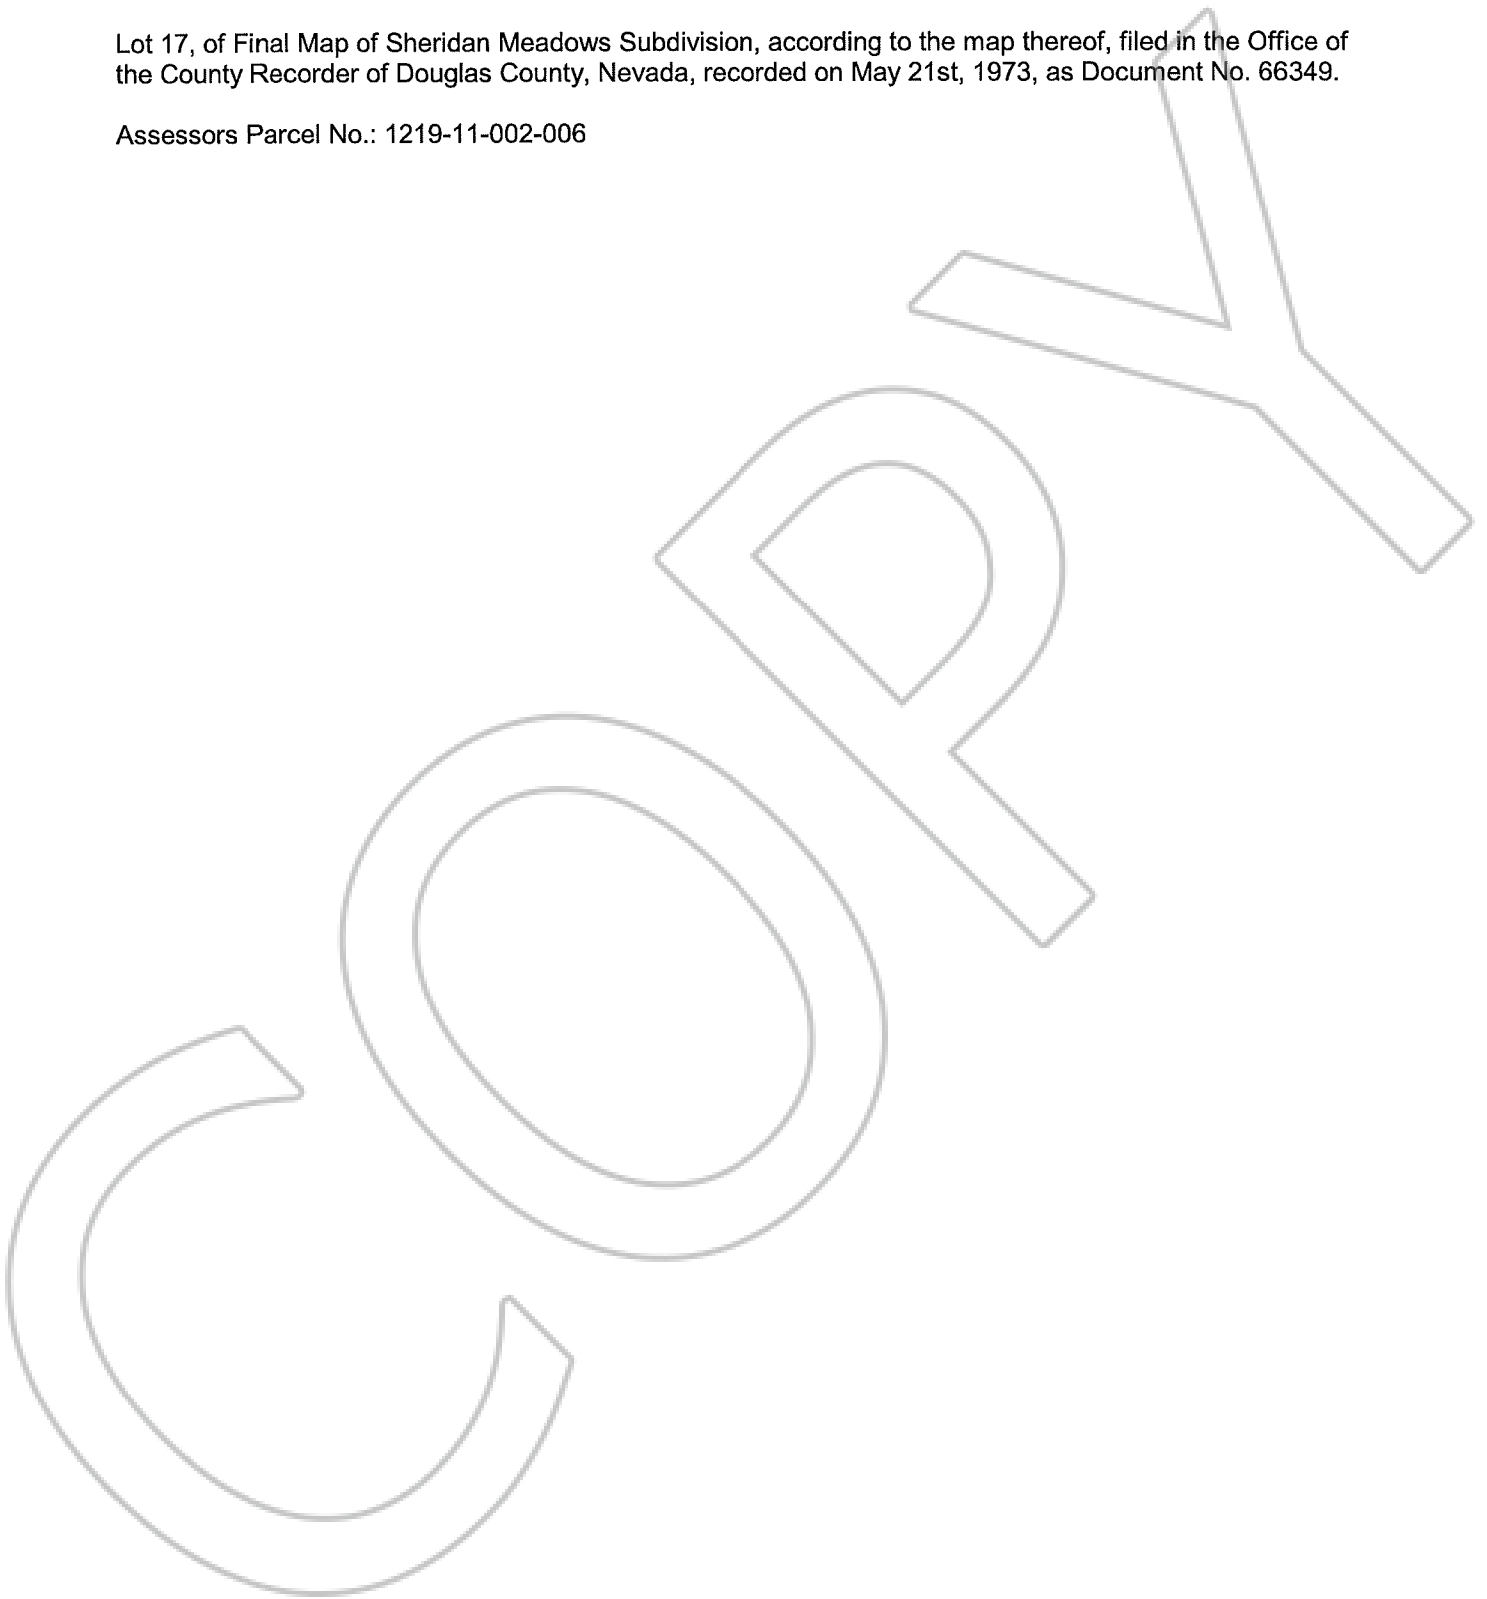 Lot 17, of Final Map of Sheridan Meadows Subdivision, according to the map thereof, filed in the Office of
the County Recorder of Douglas County, Nevada, recorded on May 21st, 1973, as Document No. 66349.
Assessors Parcel No.: 1219-11-002-006
COPY